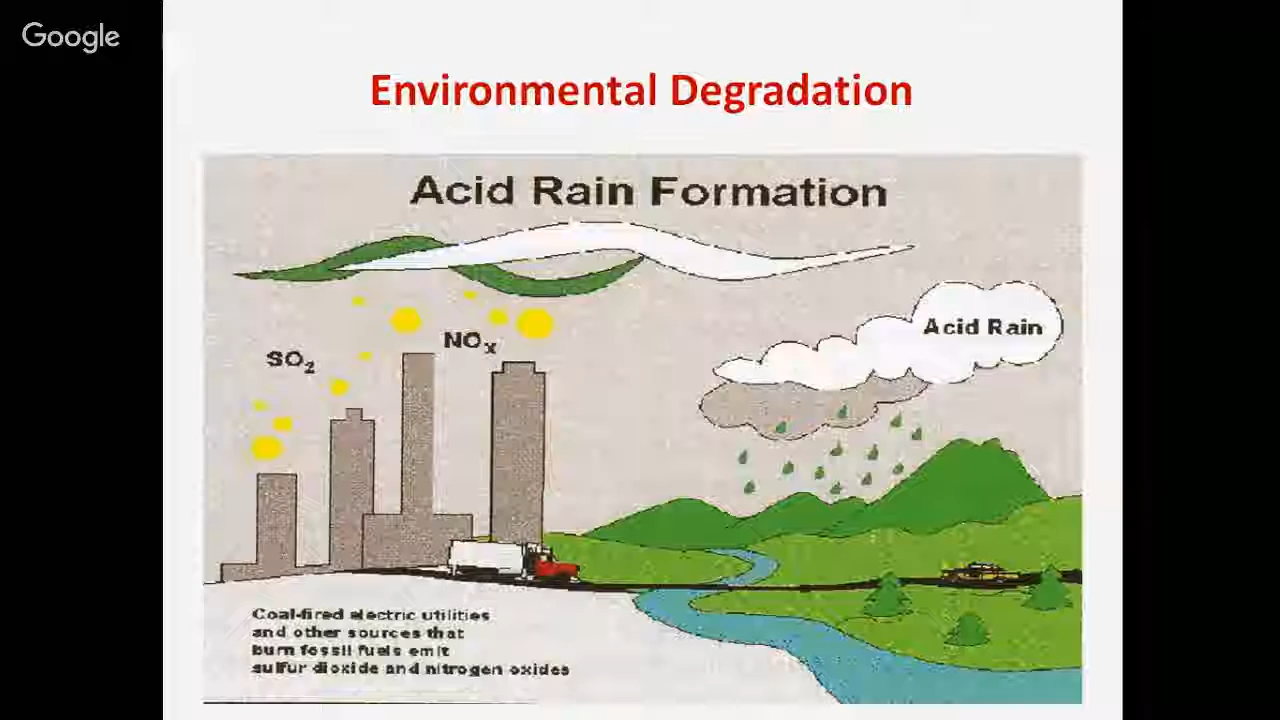 Google
Environmental Degradation
Acid Rain Formation
Acid Rain
NOx
SO2
Coal-fired electric utilities
and other sources that
burn fossil fuels emit
sulfur dioxide and nitrogen oxides